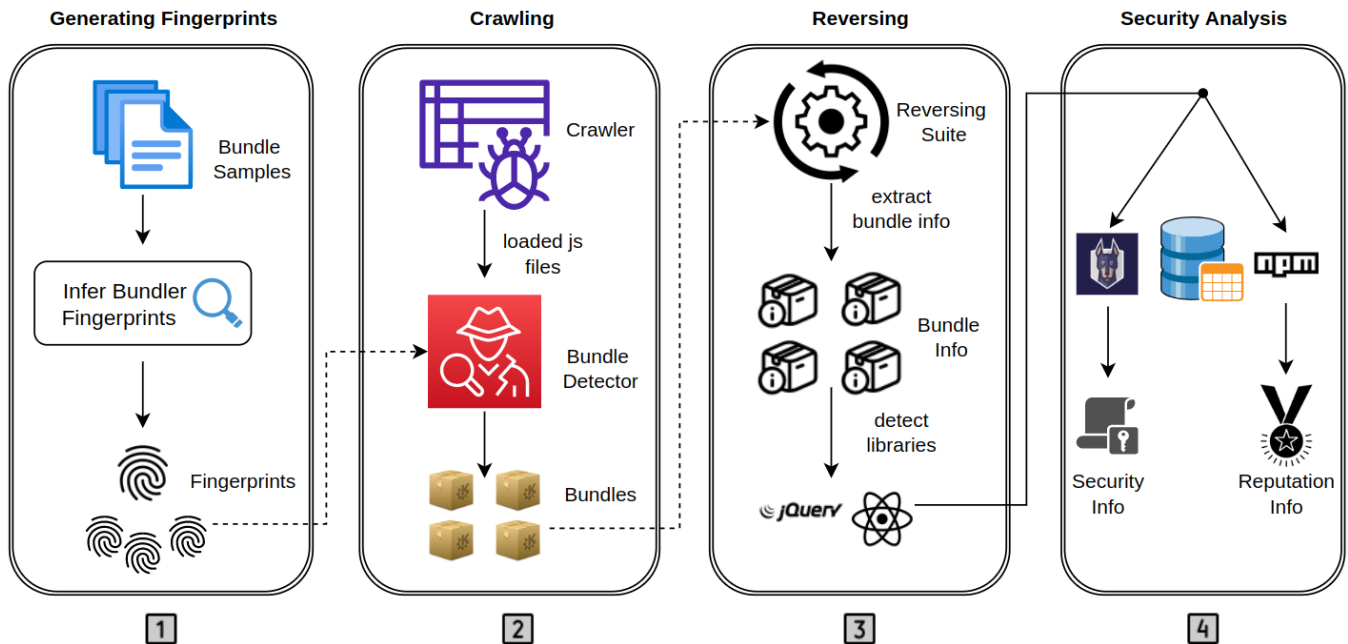 Generating Fingerprints
Crawling
Reversing
Security Analysis
Bundle
Samples
Infer Bundler
Fingerprints
Fingerprints
1
Crawler
loaded js
files
Bundle
Detector
Bundles
2
Reversing
Suite
extract
bundle info
Bundle
Info
detect
libraries
jQuery
3
npm
Security
Info
Reputation
Info
4